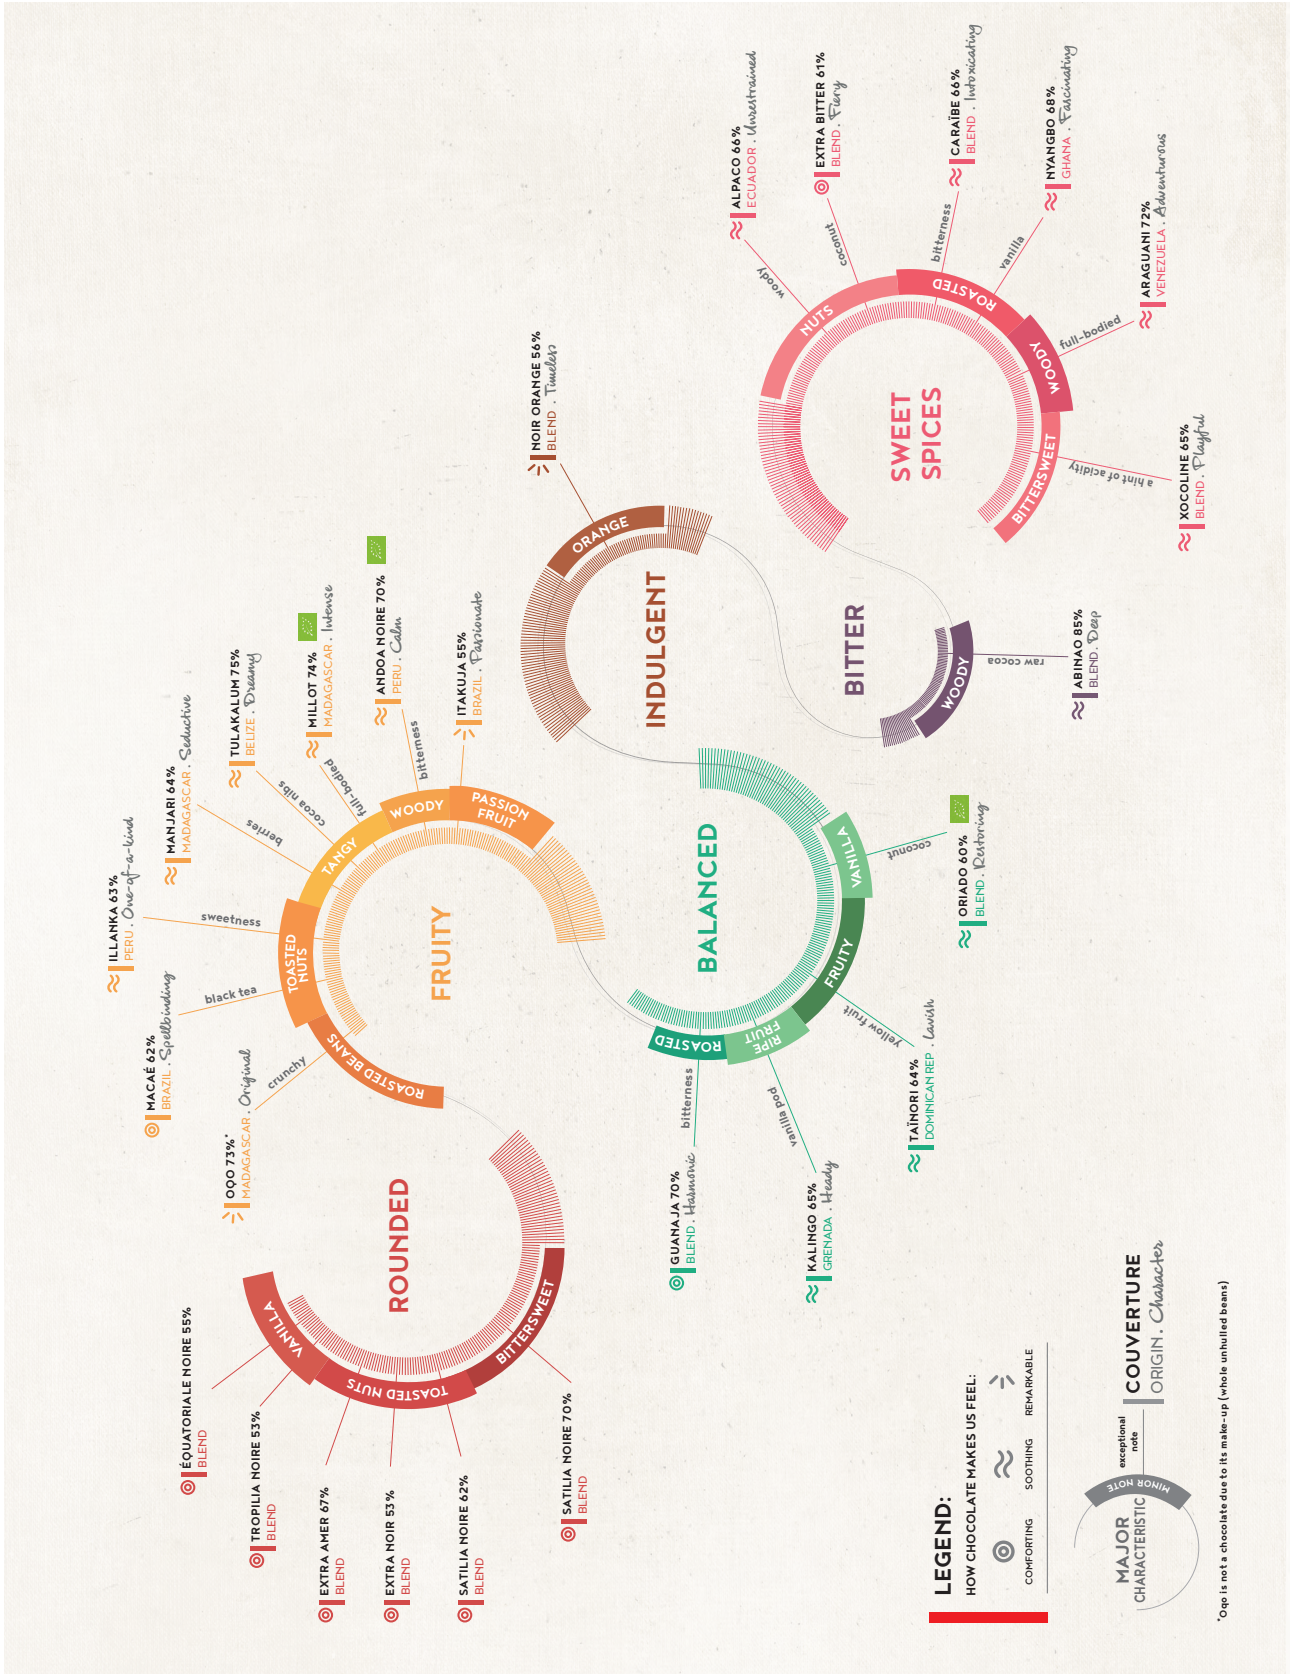 ÉQUATORIALE NOIRE 55%
BLEND
TROPILIA NOIRE 53%
BLEND
EXTRA AMER 67%
BLEND
EXTRA NOIR 53%
BLEND
SATILIA NOIRE 62%
BLEND
SATILIA NOIRE 70%
BLEND
VANILLA
TOASTED NUTS
BITTERSWEET
ROUNDED
OQO 73%*
MADAGASCAR . Original
crunchy
MACAÉ 62%
BRAZIL . Spellbinding
black tea
ILLANKA 63%
PERU . One-of-a-kind
sweetness
MANJARI 64%
MADAGASCAR . Seductive
berries
TULAKALUM 75%
BELIZE . Dreamy
cocoa nibs
MILLOT 74%
MADAGASCAR . Intense
full-bodied
ANDOA NOIRE 70%
PERU . Calm
bitterness
ITAKUJA 55%
BRAZIL . Passionate
ROASTED BEANS
TOASTED
NUTS
TANGY
WOODY
PASSION
FRUIT
FRUITY
GUANAJA 70%
BLEND . Harmonic
bitterness
KALINGO 65%
GRENADA . Heady
vanilla pod
TAÏNORI 64%
DOMINICAN REP . Lavish
yellow fruit
ORIADO 60%
BLEND . Restoring
coconut
ROASTED
RIPE
FRUIT
FRUITY
VANILLA
BALANCED
NOIR ORANGE 56%
BLEND . Timeless
ORANGE
INDULGENT
BITTER
WOODY
raw cocoa
ABINAO 85%
BLEND . Deep
ALPACO 66%
ECUADOR . Unrestrained
woody
EXTRA BITTER 61%
BLEND . Fiery
coconut
CARAÏBE 66%
BLEND . Intoxicating
bitterness
NYANGBO 68%
GHANA . Fascinating
vanilla
ARAGUANI 72%
VENEZUELA . Adventurous
full-bodied
XOCOLINE 65%
BLEND . Playful
a hint of acidity
NUTS
ROASTED
WOODY
BITTERSWEET
SWEET
SPICES
LEGEND:
HOW CHOCOLATE MAKES US FEEL:
COMFORTING
SOOTHING
REMARKABLE
MAJOR
CHARACTERISTIC
MINOR NOTE
exceptional
note
COUVERTURE
ORIGIN . Character
*Oqo is not a chocolate due to its make-up (whole unhulled beans)